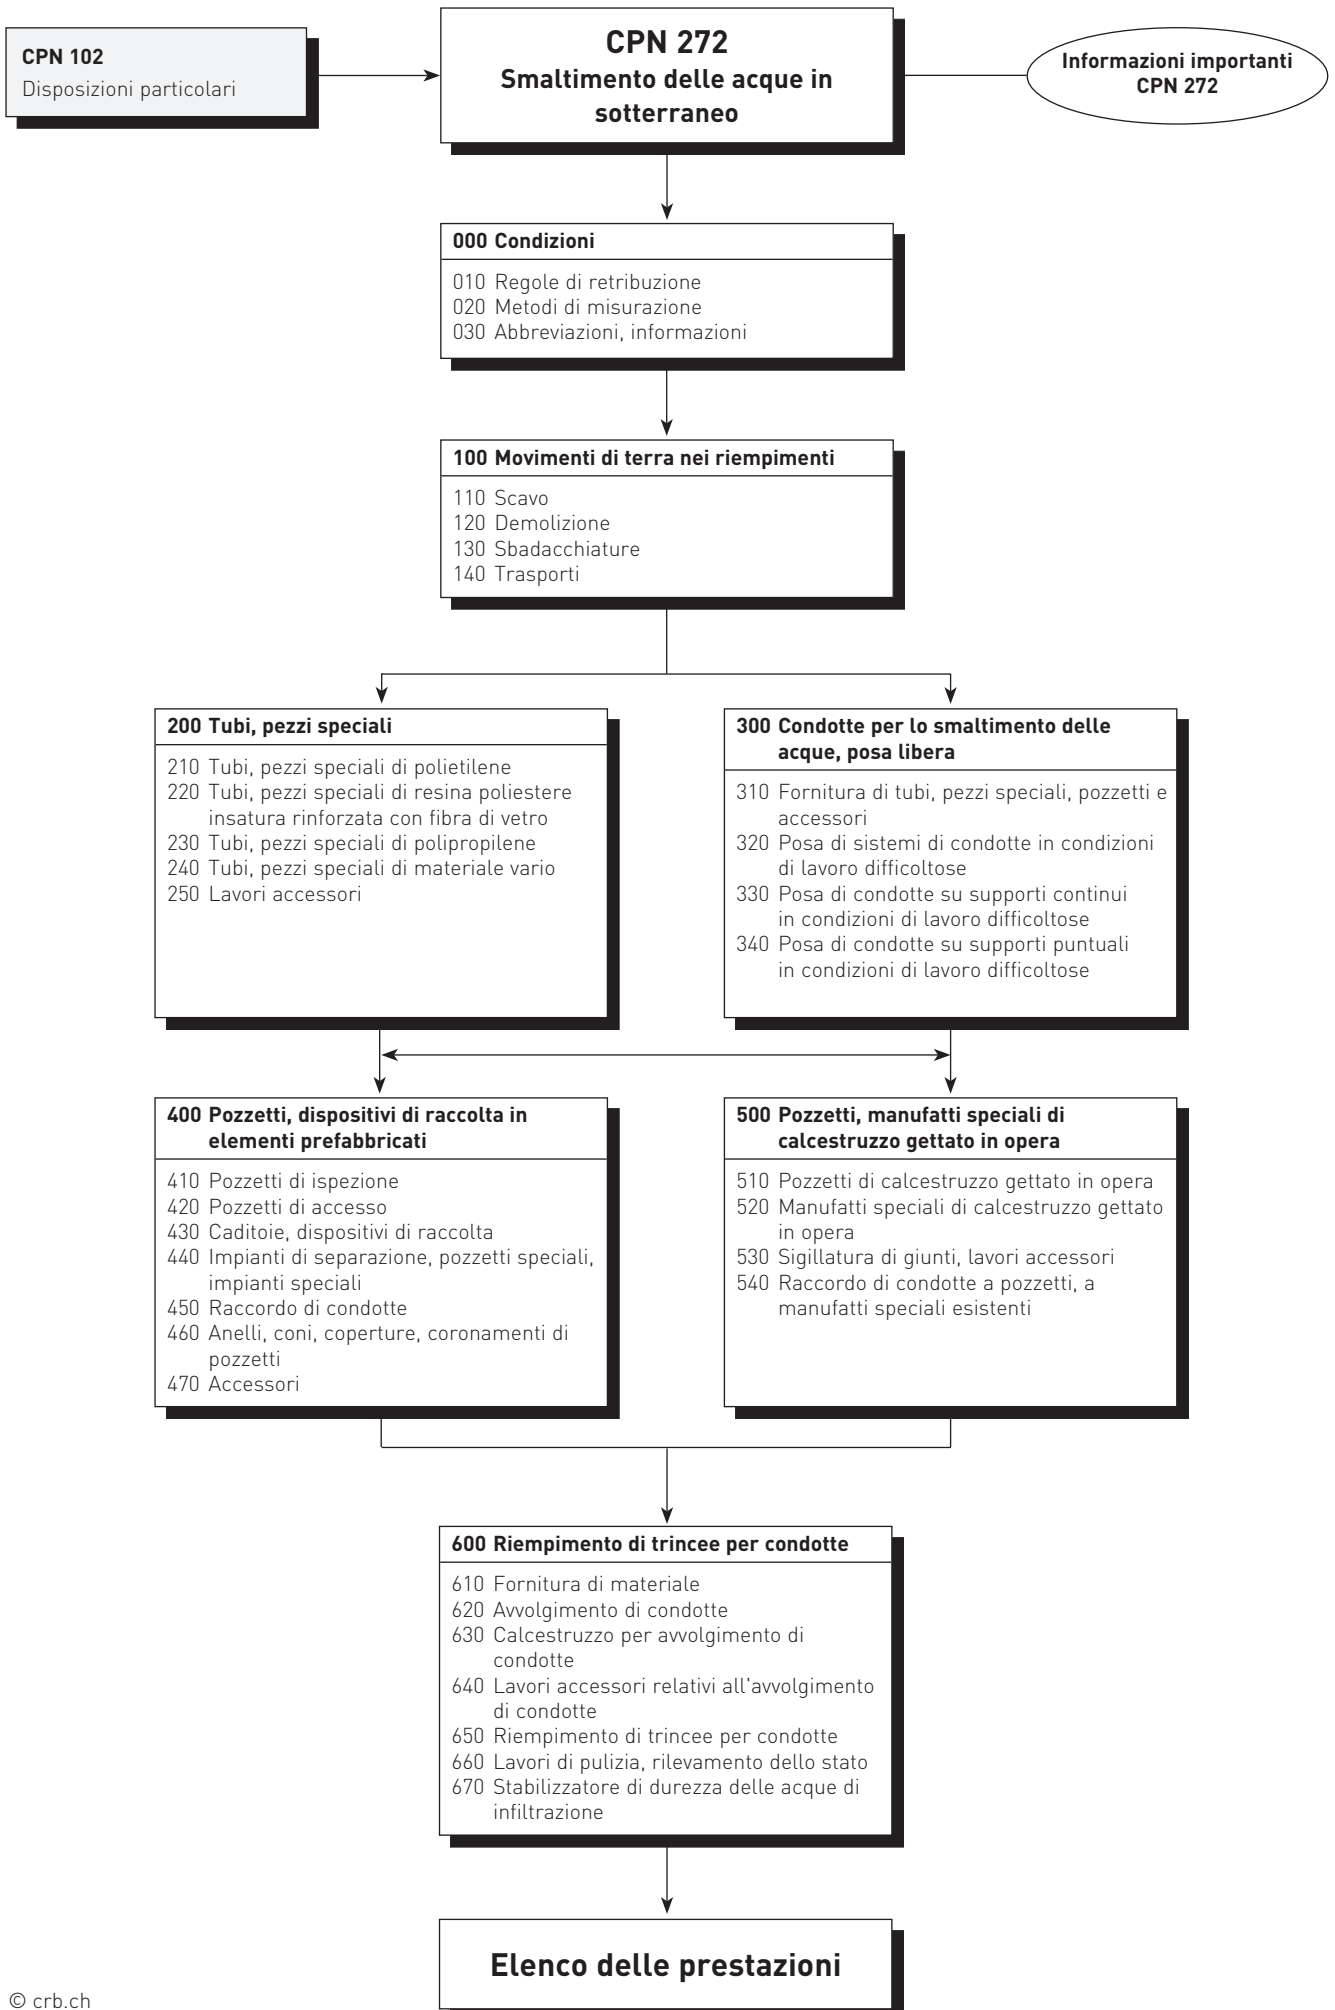 CPN 102
Disposizioni particolari
CPN 272
Smaltimento delle acque in
sotterraneo
Informazioni importanti
CPN 272
000 Condizioni
010 Regole di retribuzione
020 Metodi di misurazione
030 Abbreviazioni, informazioni
100 Movimenti di terra nei riempimenti
110 Scavo
120 Demolizione
130 Sbadacchiature
140 Trasporti
200 Tubi, pezzi speciali
210 Tubi, pezzi speciali di polietilene
220 Tubi, pezzi speciali di resina poliestere
insatura rinforzata con fibra di vetro
230 Tubi, pezzi speciali di polipropilene
240 Tubi, pezzi speciali di materiale vario
250 Lavori accessori
300 Condotte per lo smaltimento delle
acque, posa libera
310 Fornitura di tubi, pezzi speciali, pozzetti e
accessori
320 Posa di sistemi di condotte in condizioni
di lavoro difficoltose
330 Posa di condotte su supporti continui
in condizioni di lavoro difficoltose
340 Posa di condotte su supporti puntuali
in condizioni di lavoro difficoltose
400 Pozzetti, dispositivi di raccolta in
elementi prefabbricati
410 Pozzetti di ispezione
420 Pozzetti di accesso
430 Caditoie, dispositivi di raccolta
440 Impianti di separazione, pozzetti speciali,
impianti speciali
450 Raccordo di condotte
460 Anelli, coni, coperture, coronamenti di
pozzetti
470 Accessori
500 Pozzetti, manufatti speciali di
calcestruzzo gettato in opera
510 Pozzetti di calcestruzzo gettato in opera
520 Manufatti speciali di calcestruzzo gettato
in opera
530 Sigillatura di giunti, lavori accessori
540 Raccordo di condotte a pozzetti, a
manufatti speciali esistenti
600 Riempimento di trincee per condotte
610 Fornitura di materiale
620 Avvolgimento di condotte
630 Calcestruzzo per avvolgimento di
condotte
640 Lavori accessori relativi all'avvolgimento
di condotte
650 Riempimento di trincee per condotte
660 Lavori di pulizia, rilevamento dello stato
670 Stabilizzatore di durezza delle acque di
infiltrazione
Elenco delle prestazioni
© crb.ch